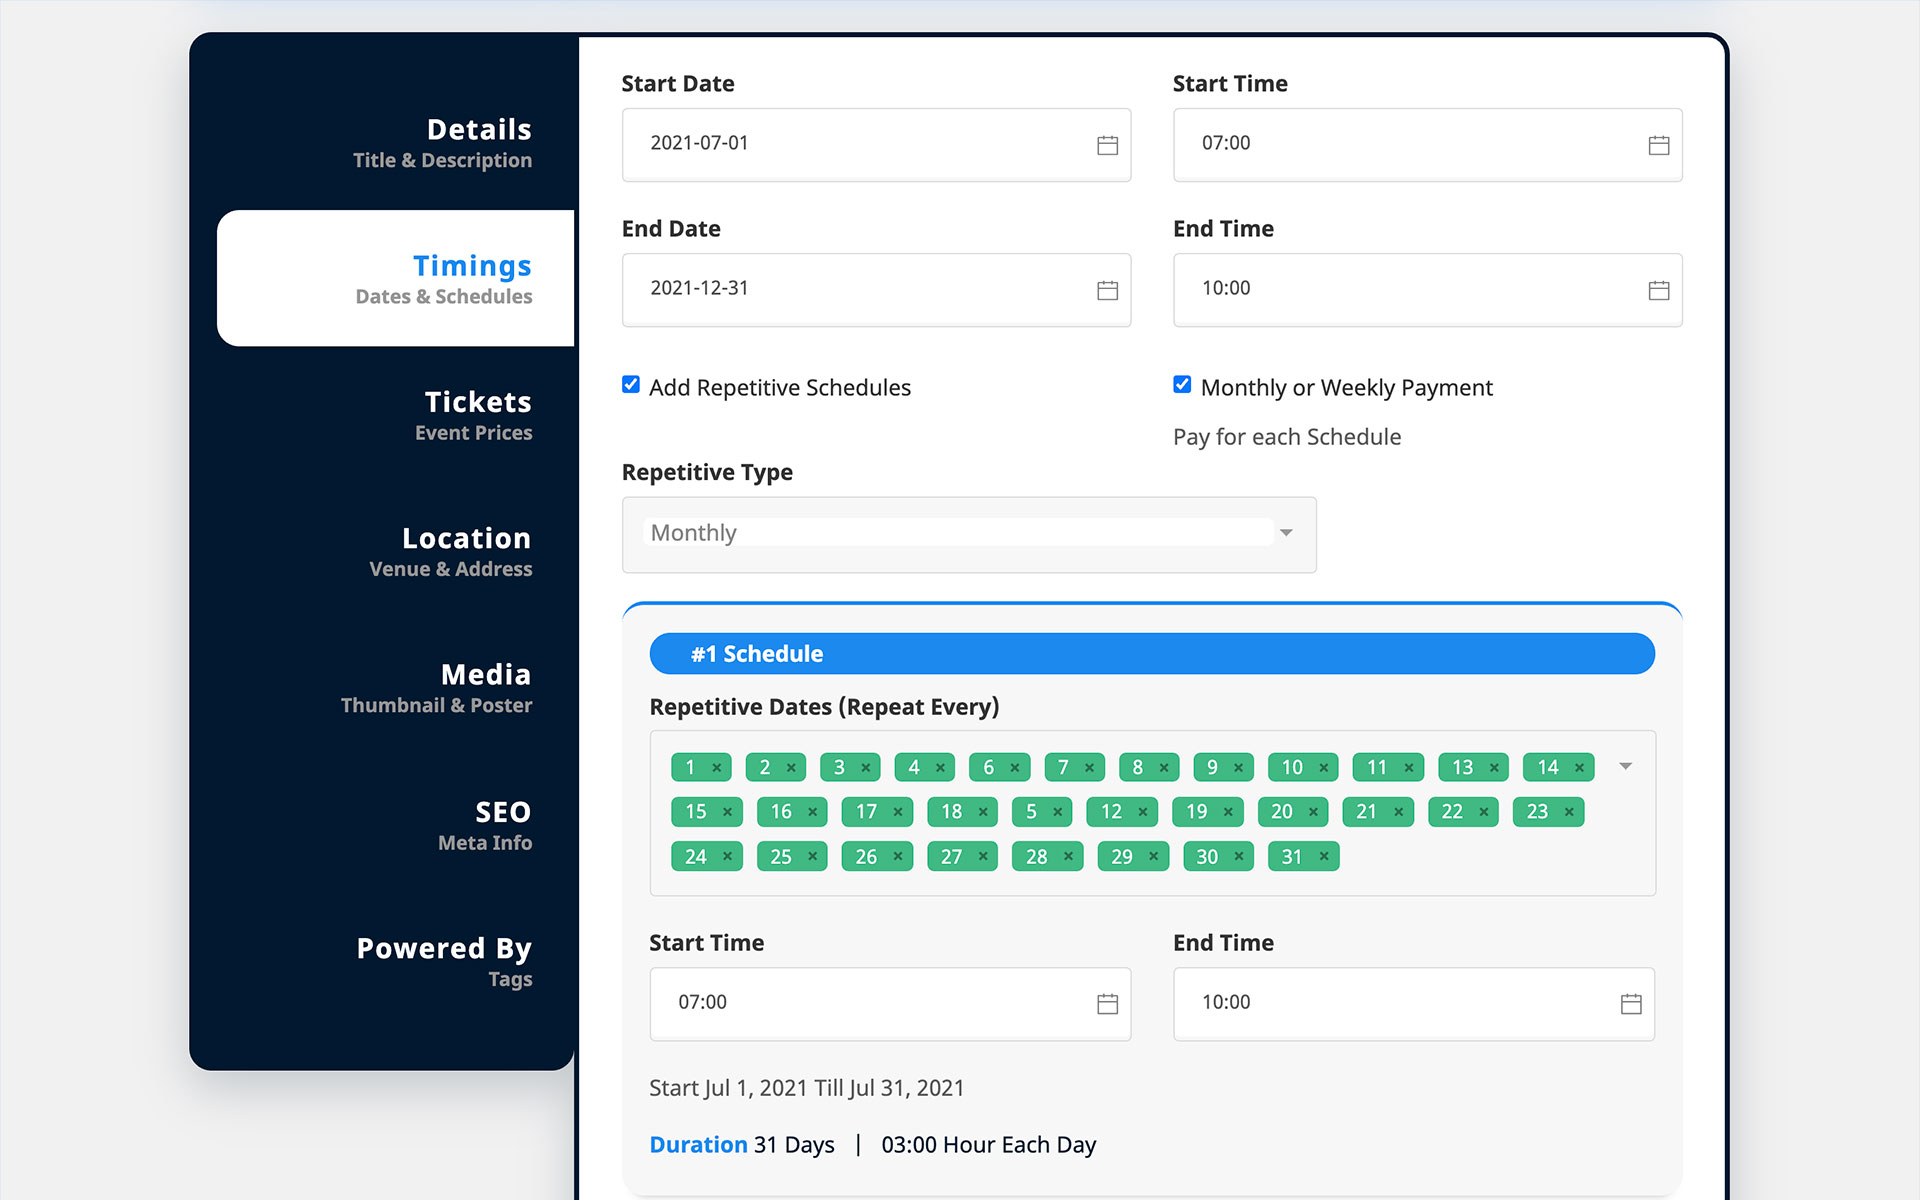 Details
Title & Description
Timings
Dates & Schedules
Tickets
Event Prices
Location
Venue & Address
Media
Thumbnail & Poster
SEO
Meta Info
Powered By
Tags
Start Date
2021-07-01
Start Time
07:00
End Date
2021-12-31
End Time
10:00
Add Repetitive Schedules
Monthly or Weekly Payment
Pay for each Schedule
Repetitive Type
Monthly
#1 Schedule
Repetitive Dates (Repeat Every)
1 × 2 × 3 × 4 × 6 × 7 × 8 × 9 × 10 × 11 × 13 × 14 ×
15 × 16 × 17 × 18 × 5 × 12 × 19 × 20 × 21 × 22 × 23 ×
24 × 25 × 26 × 27 × 28 × 29 × 30 × 31 ×
Start Time
07:00
End Time
10:00
Start Jul 1, 2021 Till Jul 31, 2021
Duration 31 Days | 03:00 Hour Each Day